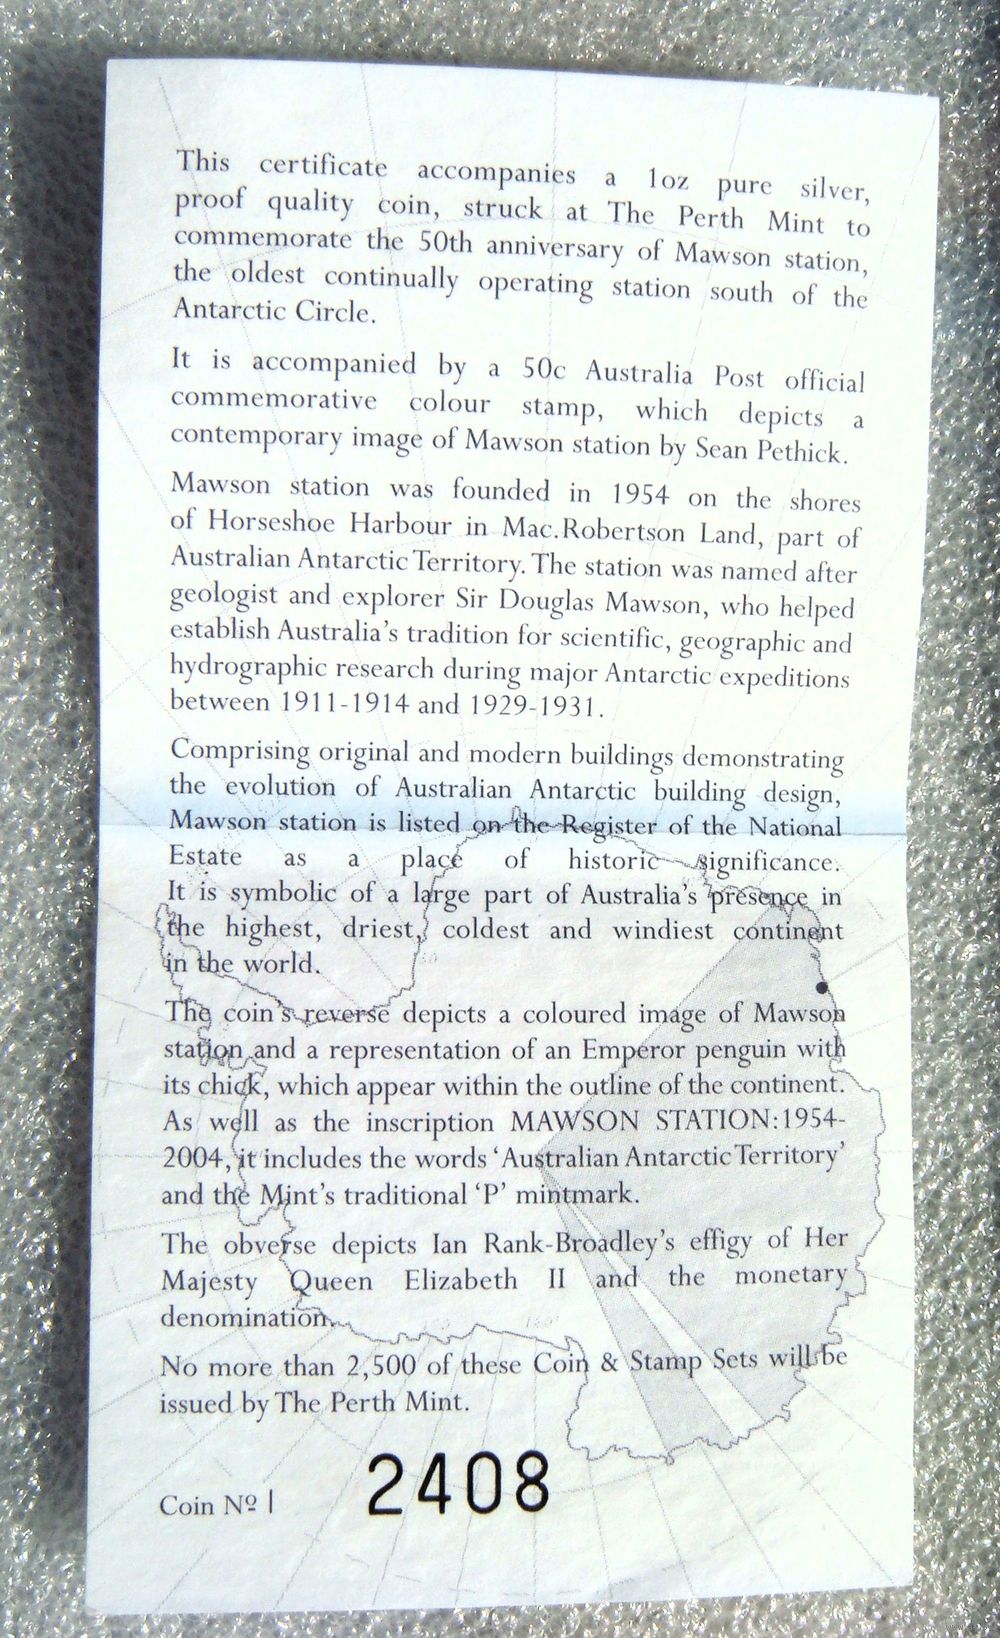 This certificate accompanies a 1oz pure silver,
proof quality coin, struck at The Perth Mint to
commemorate the 50th anniversary of Mawson station,
the oldest continually operating station south of the
Antarctic Circle.
It is accompanied by a 50c Australia Post official
commemorative colour stamp, which depicts a
contemporary image of Mawson station by Sean Pethick.
Mawson station was founded in 1954 on the shores
of Horseshoe Harbour in Mac.Robertson Land, part of
Australian Antarctic Territory. The station was named after
geologist and explorer Sir Douglas Mawson, who helped
establish Australia's tradition for scientific, geographic and
hydrographic research during major Antarctic expeditions
between 1911-1914 and 1929-1931.
Comprising original and modern buildings demonstrating
the evolution of Australian Antarctic building design,
Mawson station is listed on the Register of the National
Estate as a place of historic significance.
It is symbolic of a large part of Australia's presence in
the highest, driest, coldest and windiest continent
in the world.
The coin's reverse depicts a coloured image of Mawson
station and a representation of an Emperor penguin with
its chick, which appear within the outline of the continent.
As well as the inscription MAWSON STATION:1954-
2004, it includes the words 'Australian Antarctic Territory'
and the Mint's traditional 'P' mintmark.
The obverse depicts Ian Rank-Broadley's effigy of Her
Majesty Queen Elizabeth II and the monetary
denomination.
No more than 2,500 of these Coin & Stamp Sets will be
issued by The Perth Mint.
Coin Nº 2408